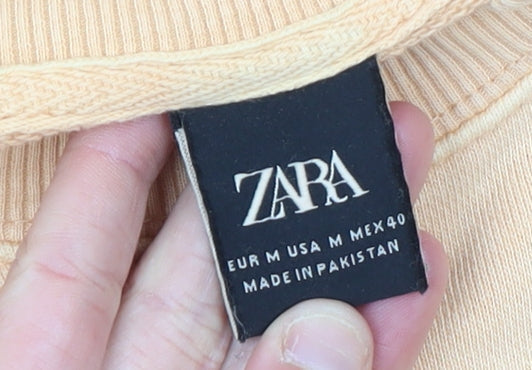 ZARA
EUR M USA M MEX 40
MADE IN PAKISTAN